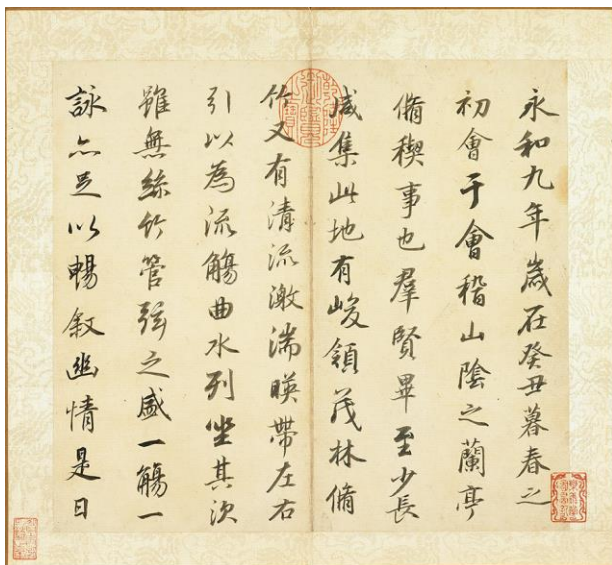 永和九年歲在癸丑暮春之
初會于會稽山陰之蘭亭
脩稧事也羣賢畢至少長
咸集此地有峻領茂林脩
竹又有清流激湍暎帶左右
引以為流觴曲水列坐其次
雖無絲竹管弦之盛一觴一
詠亦足以暢敘幽情是日